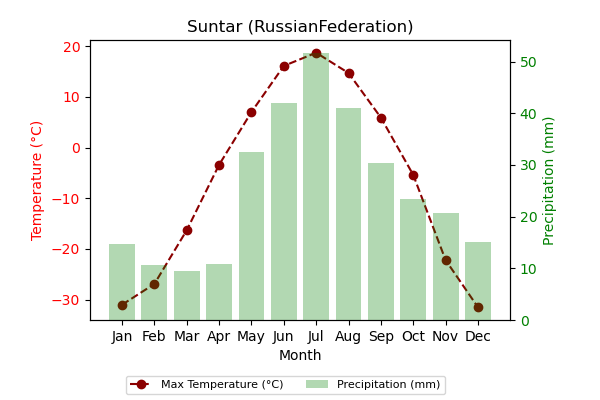 Suntar (RussianFederation)
20
10
0
−10
−20
−30
Temperature (°C)
50
40
30
20
10
0
Precipitation (mm)
Jan Feb Mar Apr May Jun Jul Aug Sep Oct Nov Dec
Month
Max Temperature (°C) Precipitation (mm)